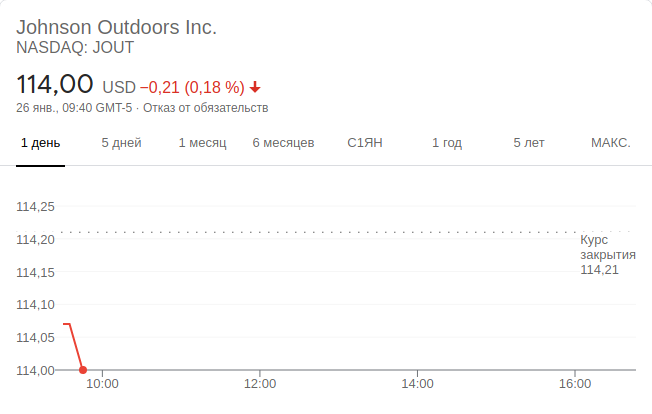 Johnson Outdoors Inc.
NASDAQ: JOUT
114,00 USD −0,21 (0,18 %)
26 янв., 09:40 GMT-5 · Отказ от обязательств
1 день 5 дней 1 месяц 6 месяцев С1ЯН 1 год 5 лет МАКС.
114,25
114,20
114,15
114,10
114,05
114,00
Курс
закрытия
114,21
10:00 12:00 14:00 16:00